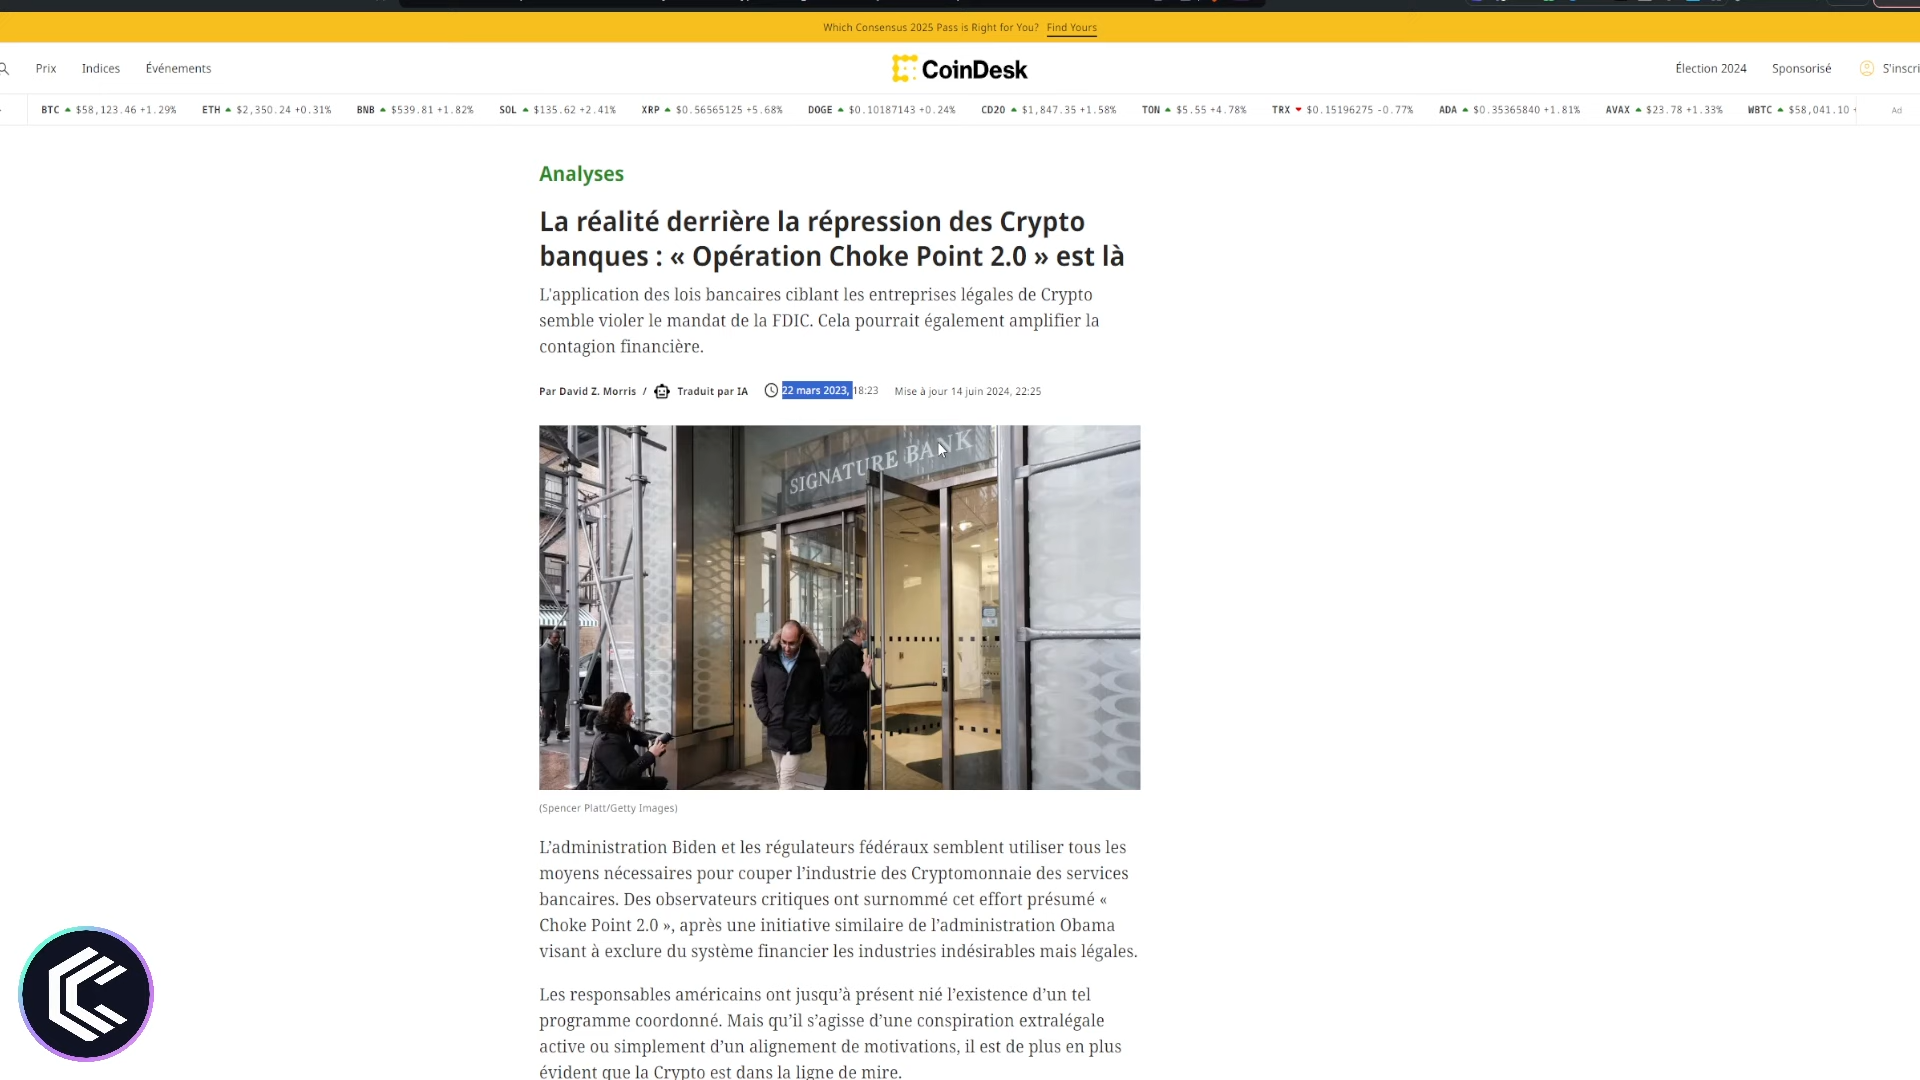 Which Consensus 2025 Pass is Right for You? Find Yours
Prix Indices Événements CoinDesk Élection 2024 Sponsorisé S'inscri
BTC $58,123.46 +1.29% ETH $2,350.24 +0.31% BNB $539.81 +1.82% SOL $135.62 +2.41% XRP $0.56565125 +5.68% DOGE $0.10187143 +0.24% CD20 $1,847.35 +1.58% TON $5.55 +4.78% TRX $0.15196275 -0.77% ADA $0.35365840 +1.81% AVAX $23.78 +1.33% WBTC $58,041.10 Ad
Analyses
La réalité derrière la répression des Crypto
banques : « Opération Choke Point 2.0 » est là
L'application des lois bancaires ciblant les entreprises légales de Crypto
semble violer le mandat de la FDIC. Cela pourrait également amplifier la
contagion financière.
Par David Z. Morris / Traduit par IA 22 mars 2023, 18:23 Mise à jour 14 juin 2024, 22:25
SIGNATURE BANK
(Spencer Platt/Getty Images)
L’administration Biden et les régulateurs fédéraux semblent utiliser tous les
moyens nécessaires pour couper l’industrie des Cryptomonnaie des services
bancaires. Des observateurs critiques ont surnommé cet effort présumé «
Choke Point 2.0 », après une initiative similaire de l’administration Obama
visant à exclure du système financier les industries indésirables mais légales.
Les responsables américains ont jusqu’à présent nié l’existence d’un tel
programme coordonné. Mais qu’il s’agisse d’une conspiration extralégale
active ou simplement d’un alignement de motivations, il est de plus en plus
évident que la Crypto est dans la ligne de mire.